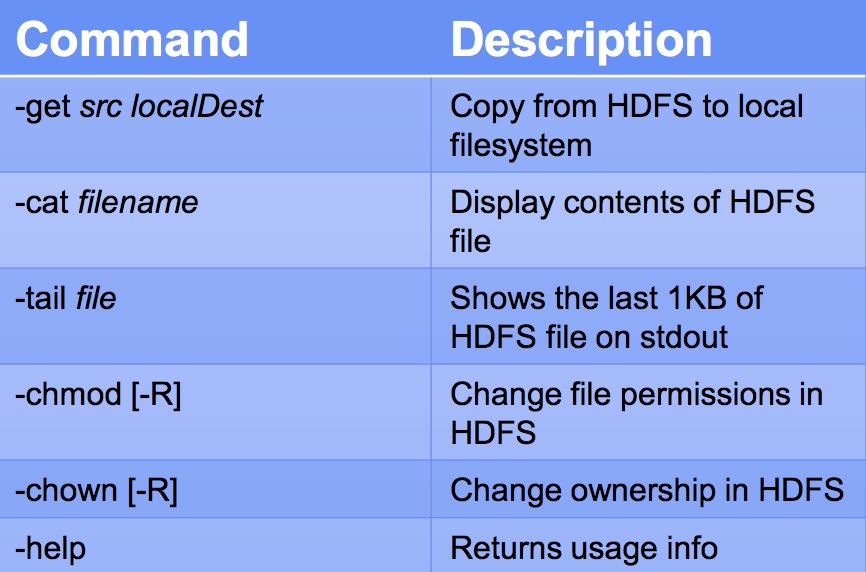 Command Description
-get src localDest Copy from HDFS to local
filesystem
-cat filename Display contents of HDFS
file
-tail file Shows the last 1KB of
HDFS file on stdout
-chmod [-R] Change file permissions in
HDFS
-chown [-R] Change ownership in HDFS
-help Returns usage info